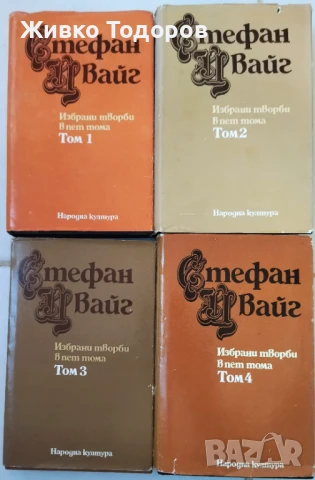 Живко Тодоров
Стефан
Цвайг
Избрани творби
в пет тома
Том 1
Народна култура
Стефан
Цвайг
Избрани творби
в пет тома
Том 2
Народна култура
Стефан
Цвайг
Избрани творби
в пет тома
Том 3
Народна култура
Стефан
Цвайг
Избрани творби
в пет тома
Том 4
Народна култура
BAZAR
.bg